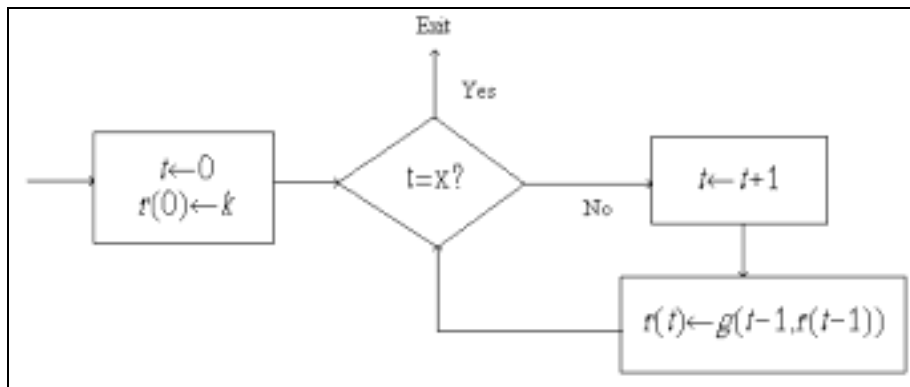 Exit
Yes
t←0
r(0)←k
t=x?
No
t←t+1
r(t)←g(t-1,r(t-1))